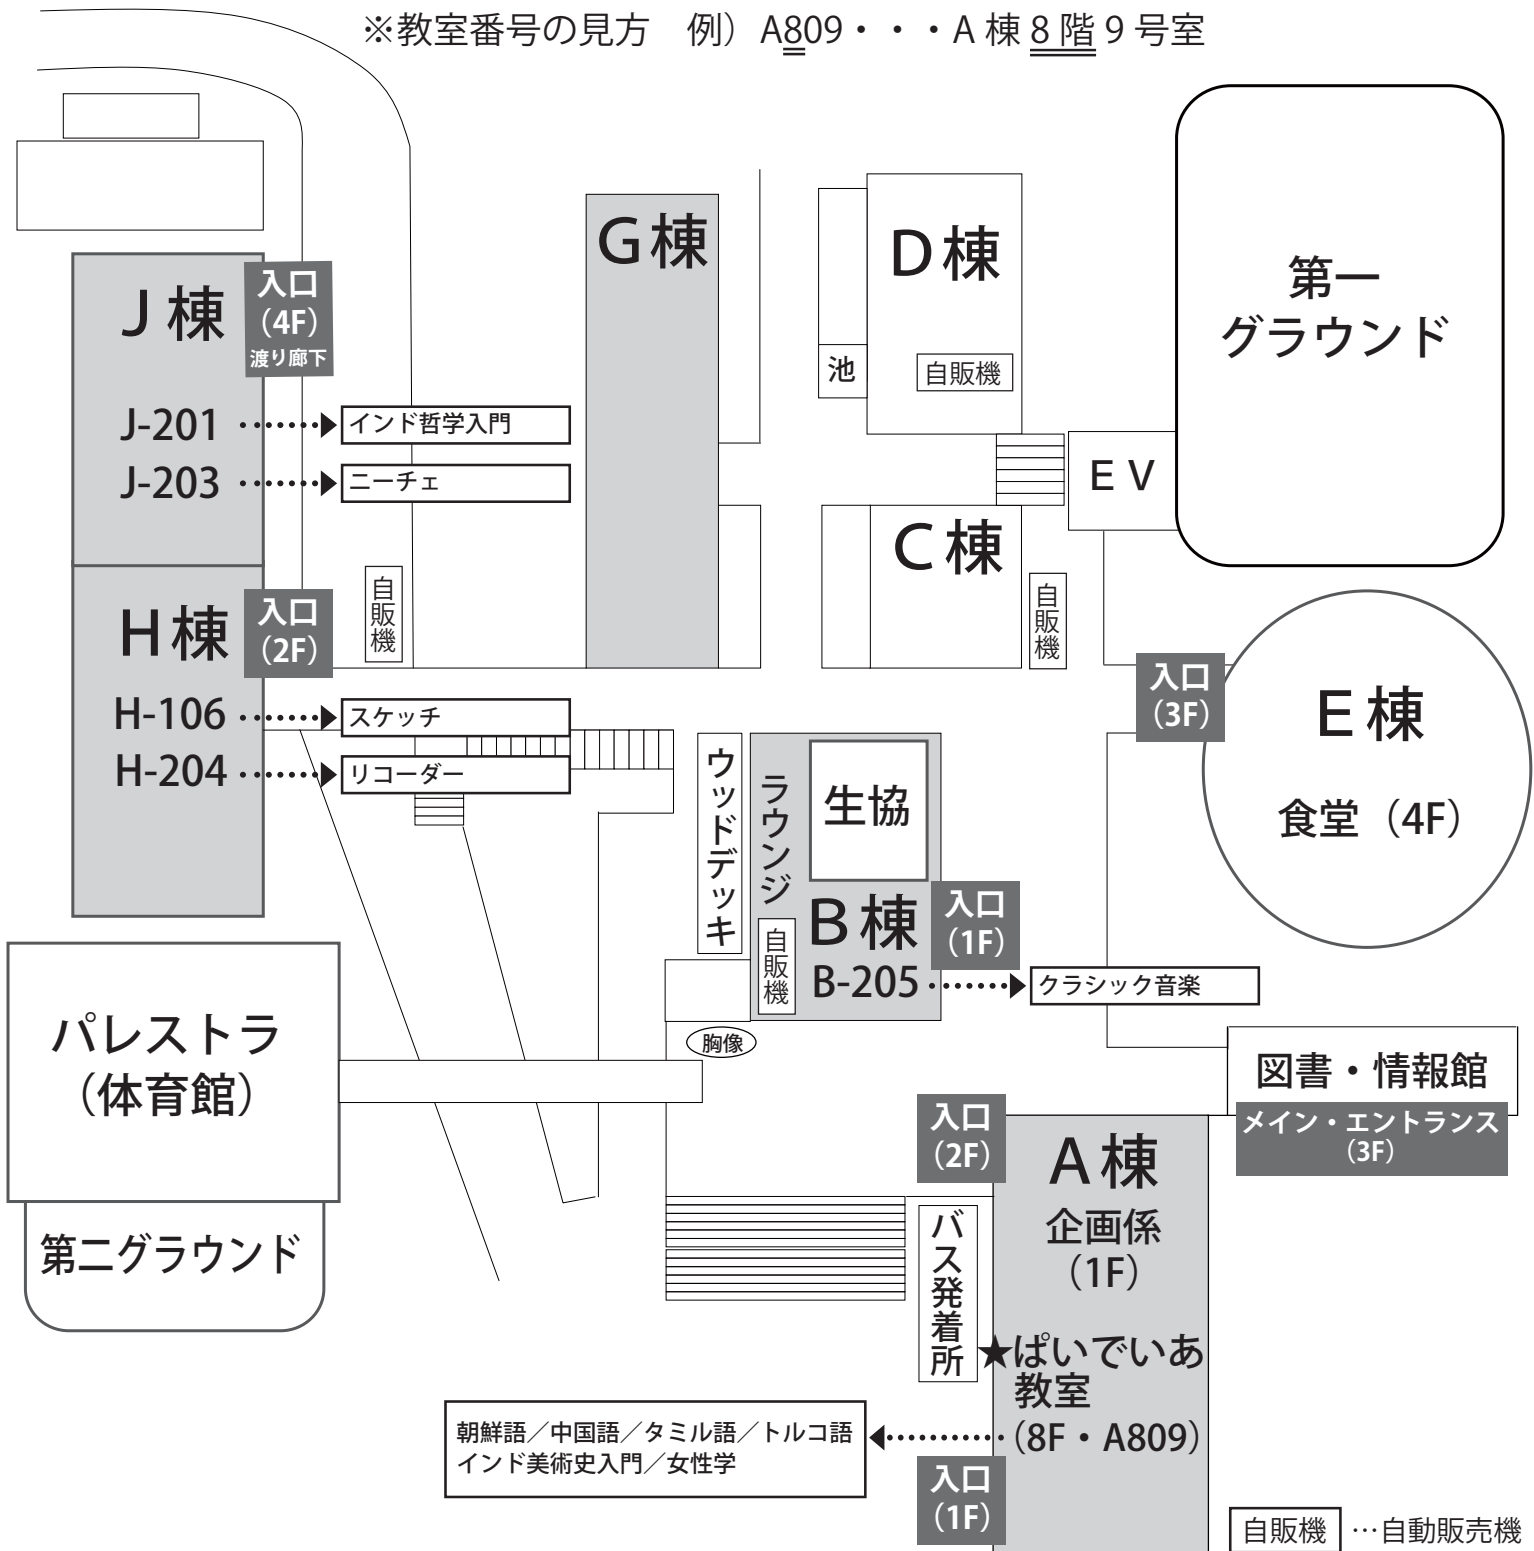 ※教室番号の見方　例）A809・・・A 棟 8 階 9 号室
G棟
D棟
池
自販機
第一
グラウンド
J 棟
入口
（4F）
渡り廊下
J-201
インド哲学入門
J-203
ニーチェ
ＥＶ
C棟
自販機
自販機
H棟
入口
（2F）
H-106
スケッチ
H-204
リコーダー
入口
（3F）
E 棟
食堂（4F）
ウッドデッキ
ラウンジ
生協
B棟
入口
（1F）
自販機
B-205
クラシック音楽
胸像
パレストラ
（体育館）
第二グラウンド
図書・情報館
メイン・エントランス
（3F）
入口
（2F）
A 棟
企画係
（1F）
バス発着所
★ぱいでいあ
教室
（8F・A809）
朝鮮語／中国語／タミル語／トルコ語
インド美術史入門／女性学
入口
（1F）
自販機 …自動販売機